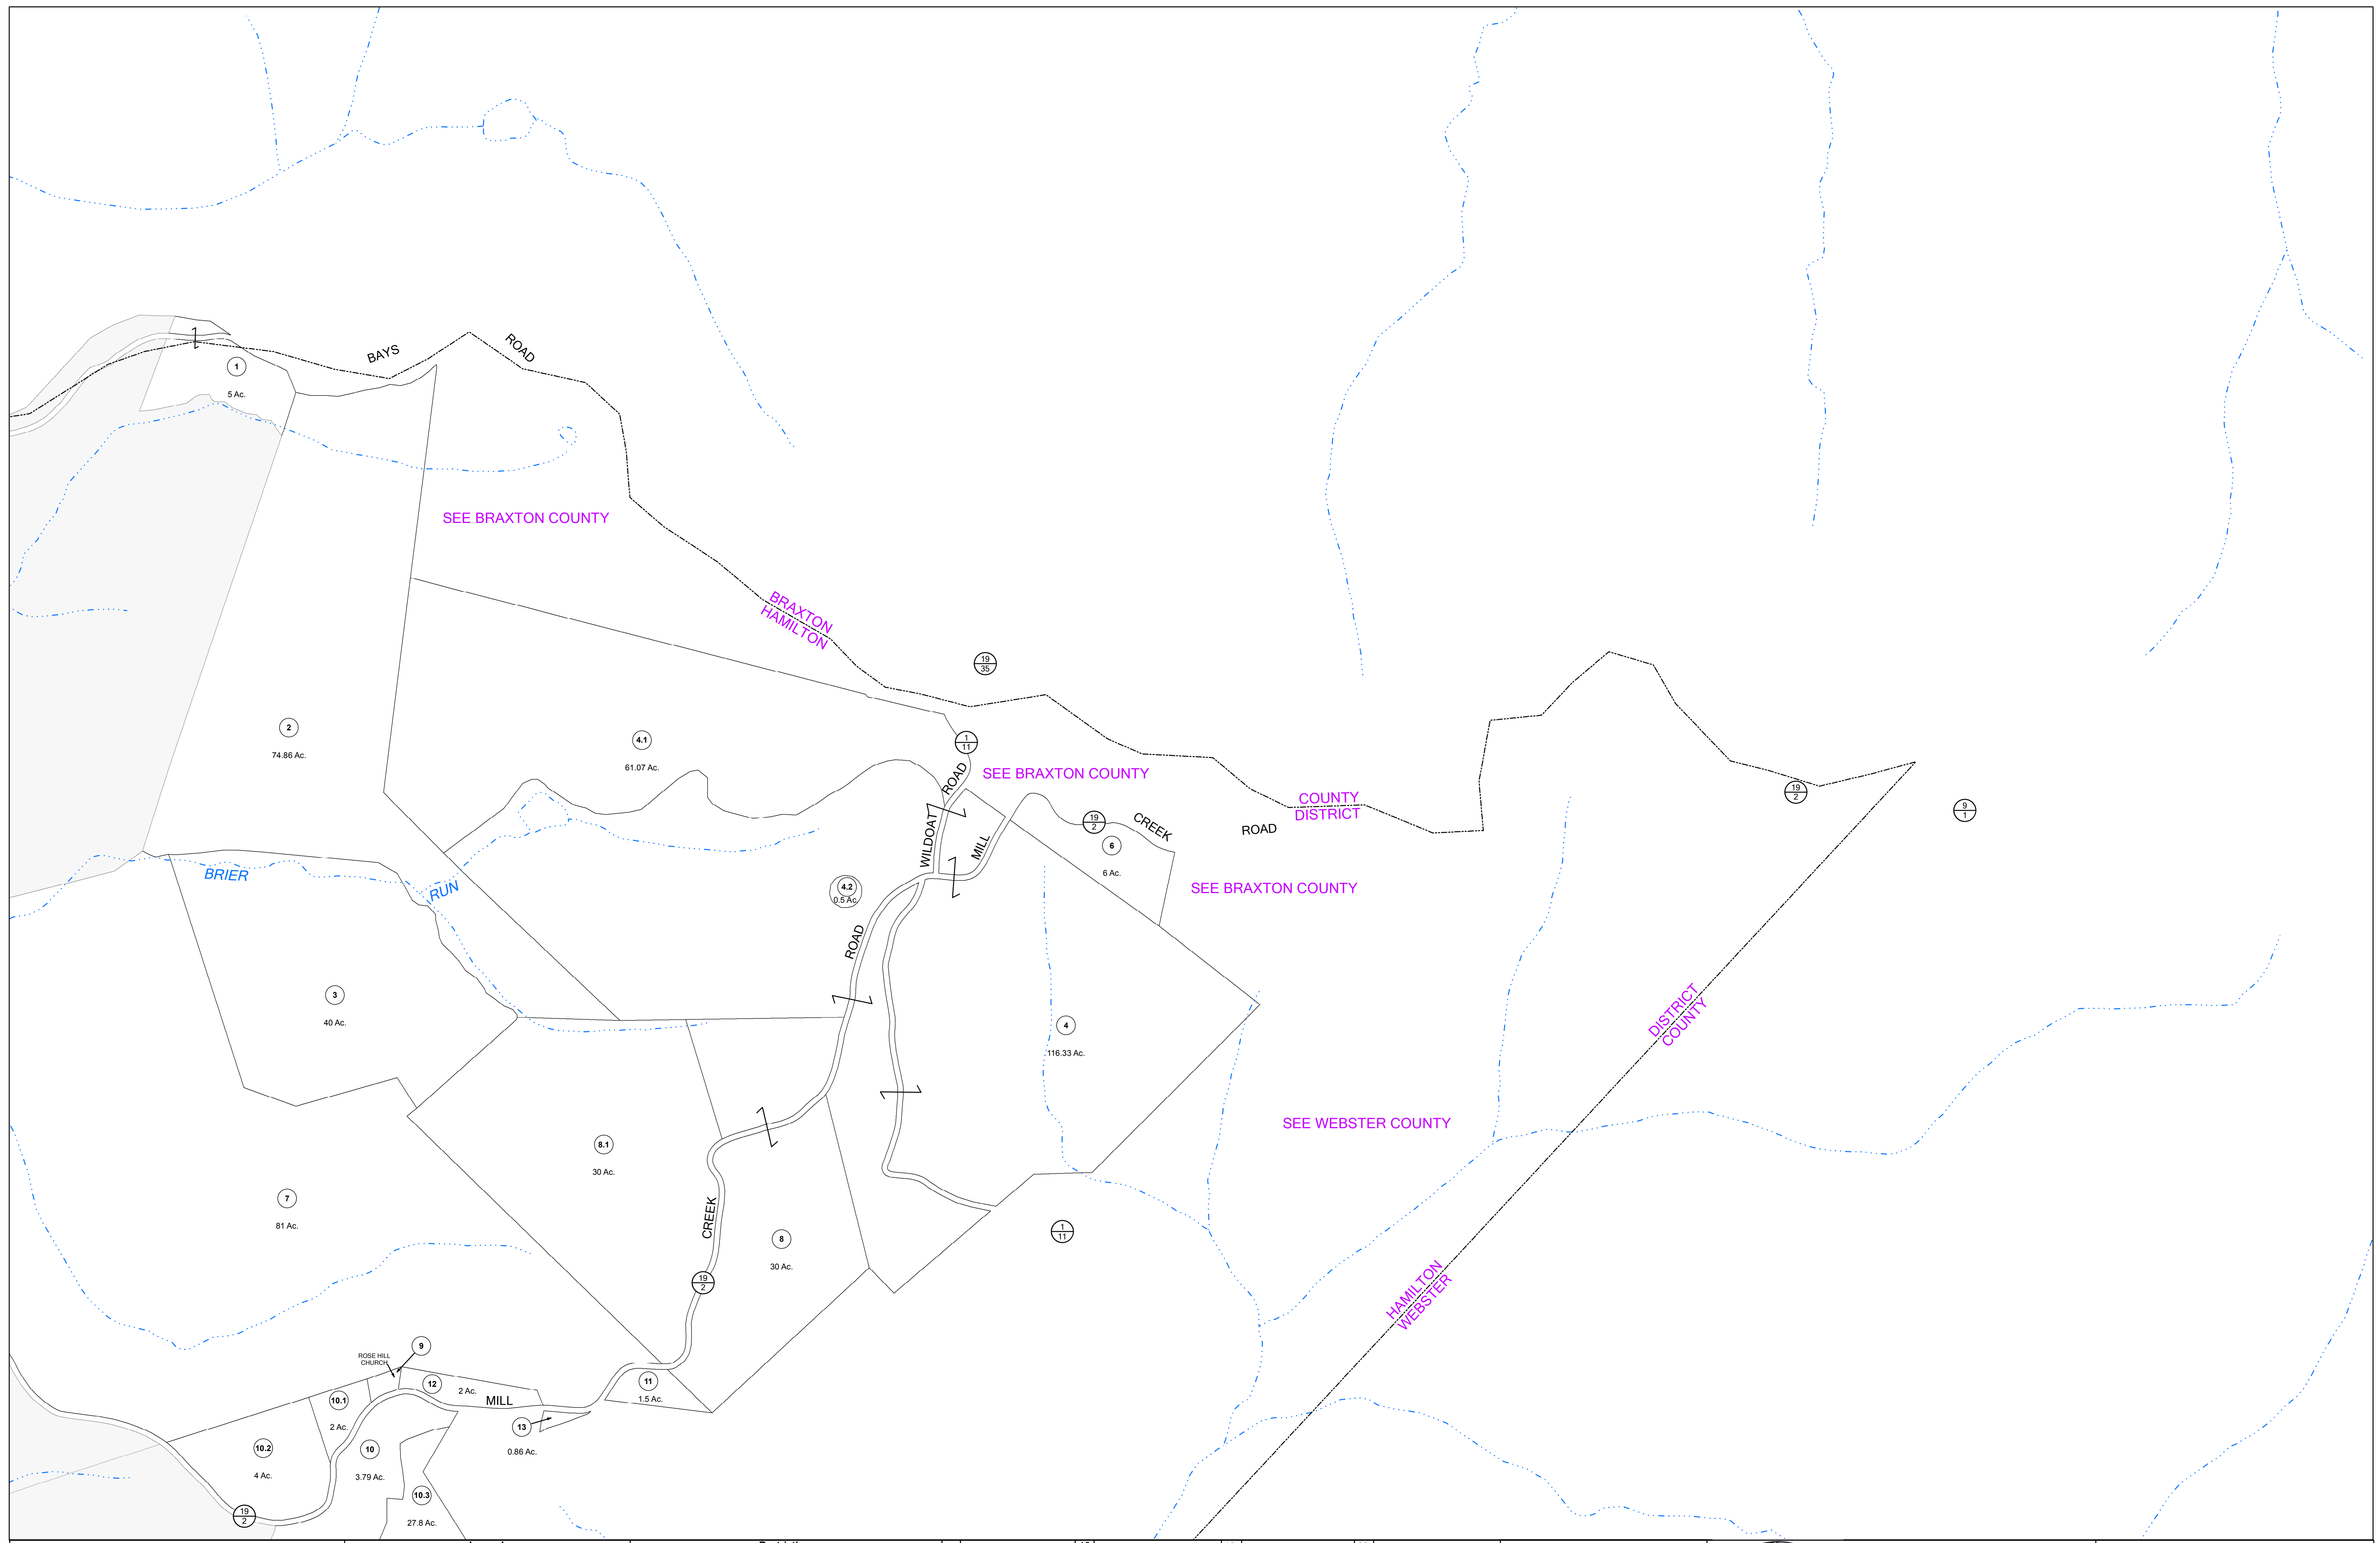 BAYS
ROAD
1
5 Ac.
SEE BRAXTON COUNTY
BRAXTON
HAMILTON
19
35
2
74.86 Ac.
4.1
61.07 Ac.
1
11
ROAD
SEE BRAXTON COUNTY
COUNTY
DISTRICT
19
2
9
1
WILDOAT
MILL
19
2
CREEK
ROAD
6
6 Ac.
BRIER
RUN
4.2
0.5 Ac.
SEE BRAXTON COUNTY
ROAD
3
40 Ac.
4
116.33 Ac.
DISTRICT
COUNTY
8.1
30 Ac.
SEE WEBSTER COUNTY
7
81 Ac.
CREEK
8
30 Ac.
1
11
19
2
HAMILTON
WEBSTER
ROSE HILL
CHURCH
9
12
2 Ac.
MILL
11
1.5 Ac.
10.1
2 Ac.
13
0.86 Ac.
10.2
4 Ac.
10
3.79 Ac.
10.3
27.8 Ac.
19
2